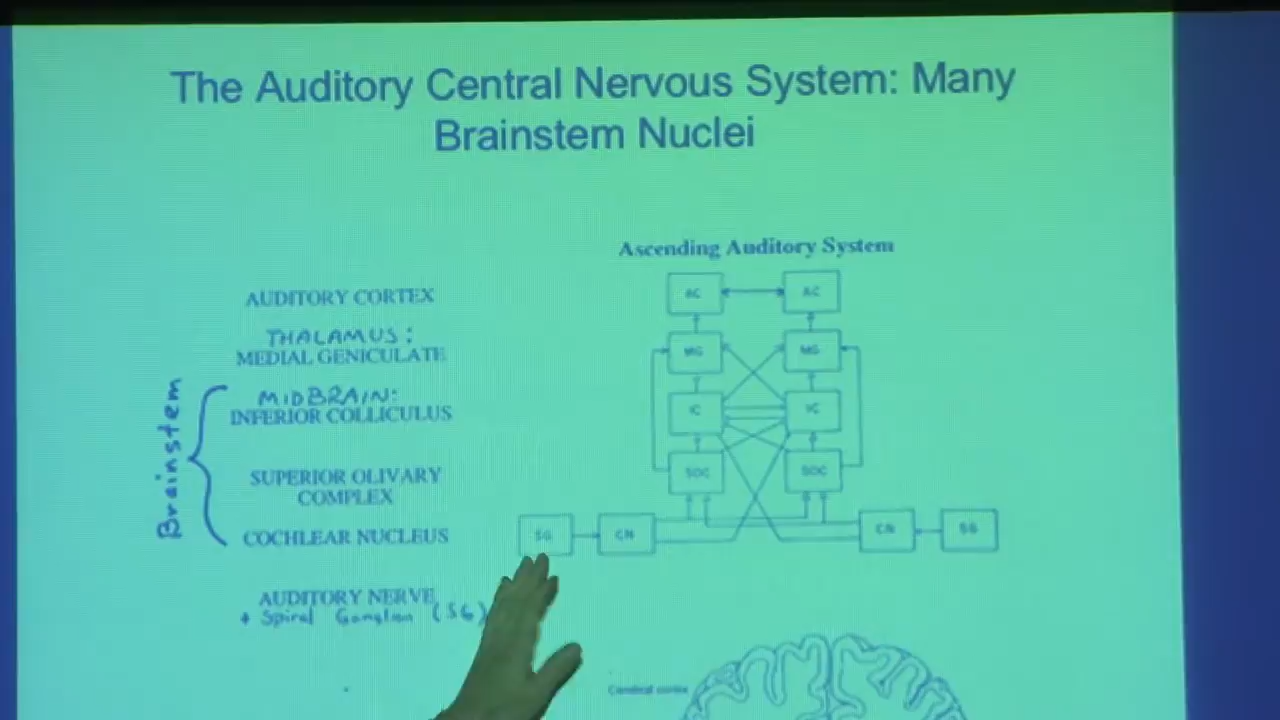 The Auditory Central Nervous System: Many
Brainstem Nuclei
Ascending Auditory System
AUDITORY CORTEX
THALAMUS:
MEDIAL GENICULATE
MIDBRAIN:
INFERIOR COLLICULUS
SUPERIOR OLIVARY
COMPLEX
COCHLEAR NUCLEUS
Brainstem
AUDITORY NERVE
+ Spiral Ganglion (SG)
AC AC
MG MG
IC IC
SOC SOC
SG CN CN SG
Cerebral cortex